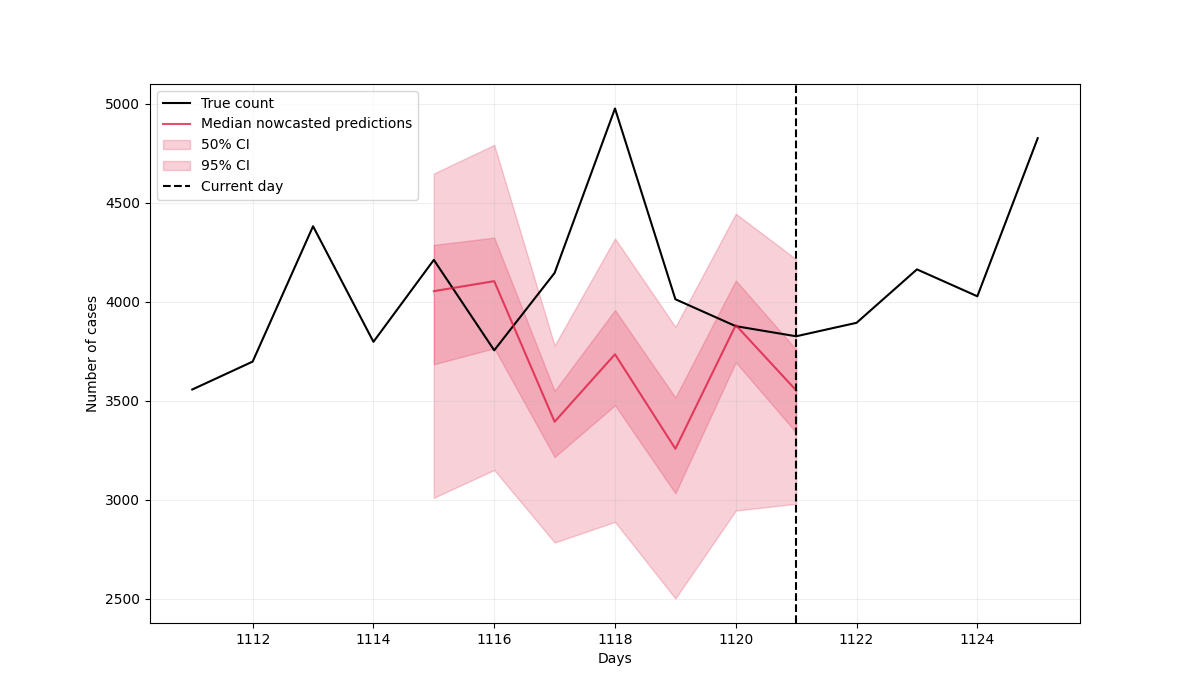 5000
4500
4000
3500
3000
2500
Number of cases
True count
Median nowcasted predictions
50% CI
95% CI
Current day
1112 1114 1116 1118 1120 1122 1124
Days